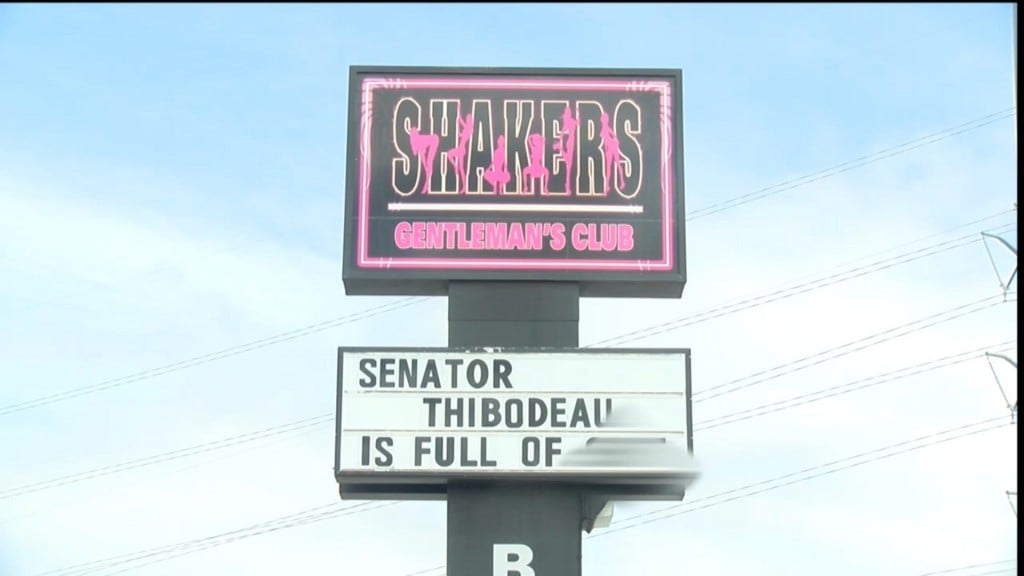 SHAKERS
GENTLEMAN'S CLUB
SENATOR
THIBODEAU
IS FULL OF
B